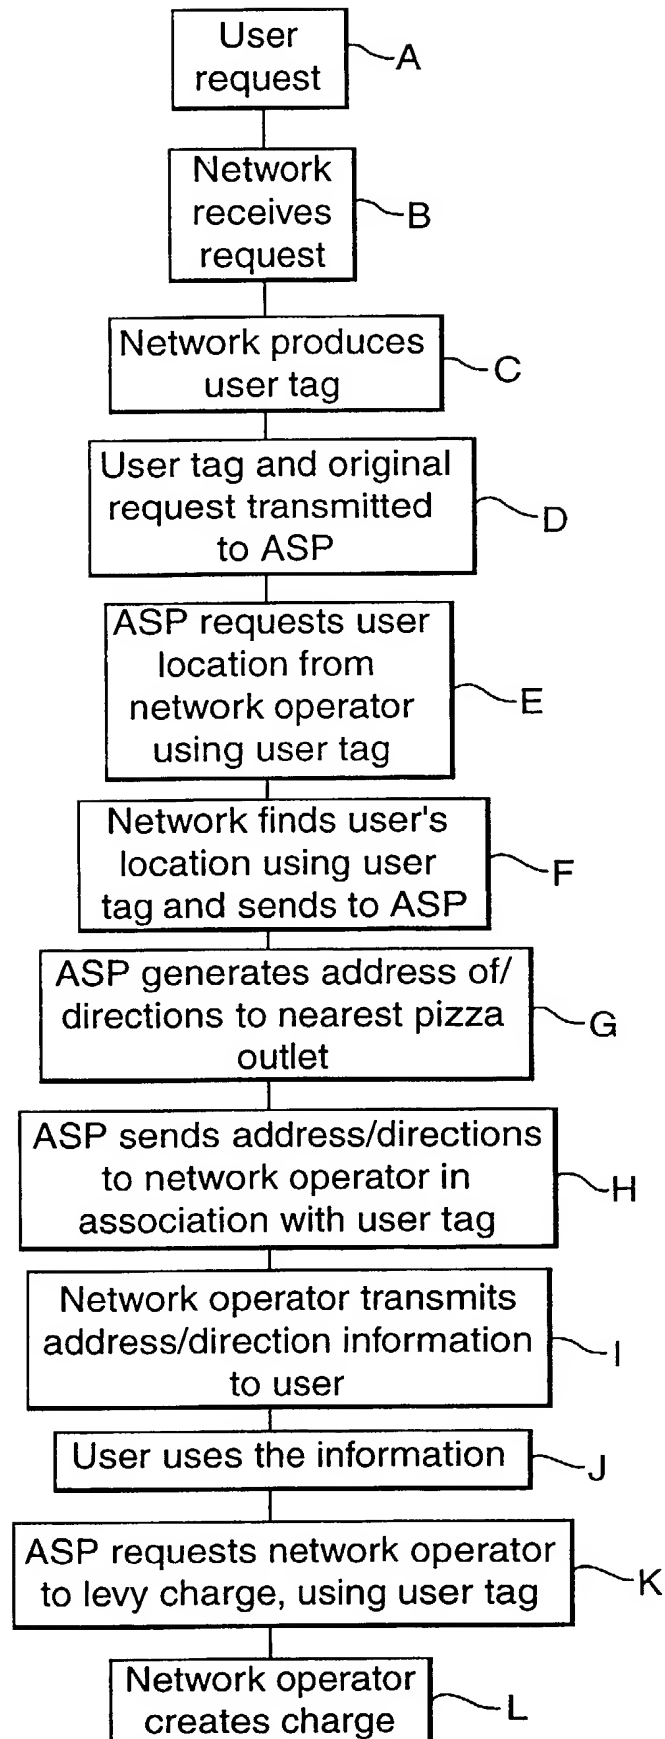 User
request
A
Network
receives
request
B
Network produces
user tag
C
User tag and original
request transmitted
to ASP
D
ASP requests user
location from
network operator
using user tag
E
Network finds user's
location using user
tag and sends to ASP
F
ASP generates address of/
directions to nearest pizza
outlet
G
ASP sends address/directions
to network operator in
association with user tag
H
Network operator transmits
address/direction information
to user
I
User uses the information
J
ASP requests network operator
to levy charge, using user tag
K
Network operator
creates charge
L